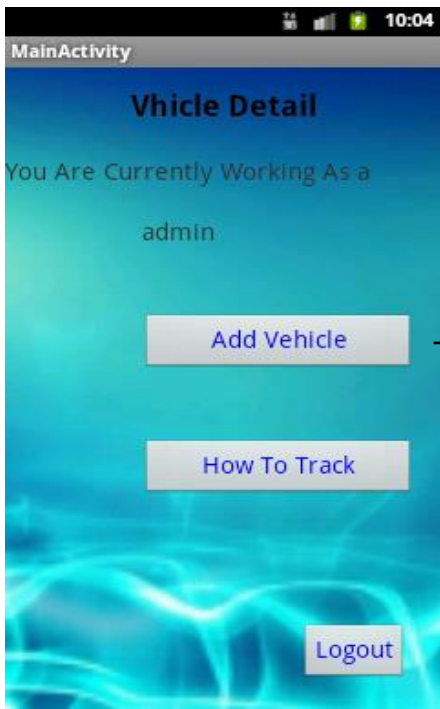 10:04
MainActivity
Vhicle Detail
You Are Currently Working As a
admin
Add Vehicle
How To Track
Logout